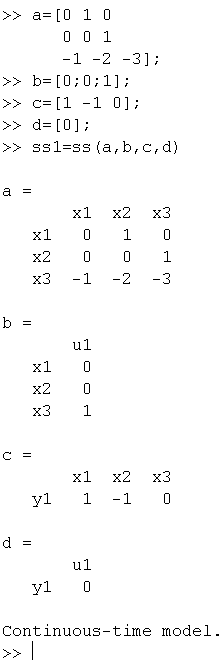 >> a=[0 1 0
0 0 1
-1 -2 -3];
>> b=[0;0;1];
>> c=[1 -1 0];
>> d=[0];
>> ss1=ss(a,b,c,d)
a =
x1 x2 x3
x1 0 1 0
x2 0 0 1
x3 -1 -2 -3
b =
u1
x1 0
x2 0
x3 1
c =
x1 x2 x3
y1 1 -1 0
d =
u1
y1 0
Continuous-time model.
>>